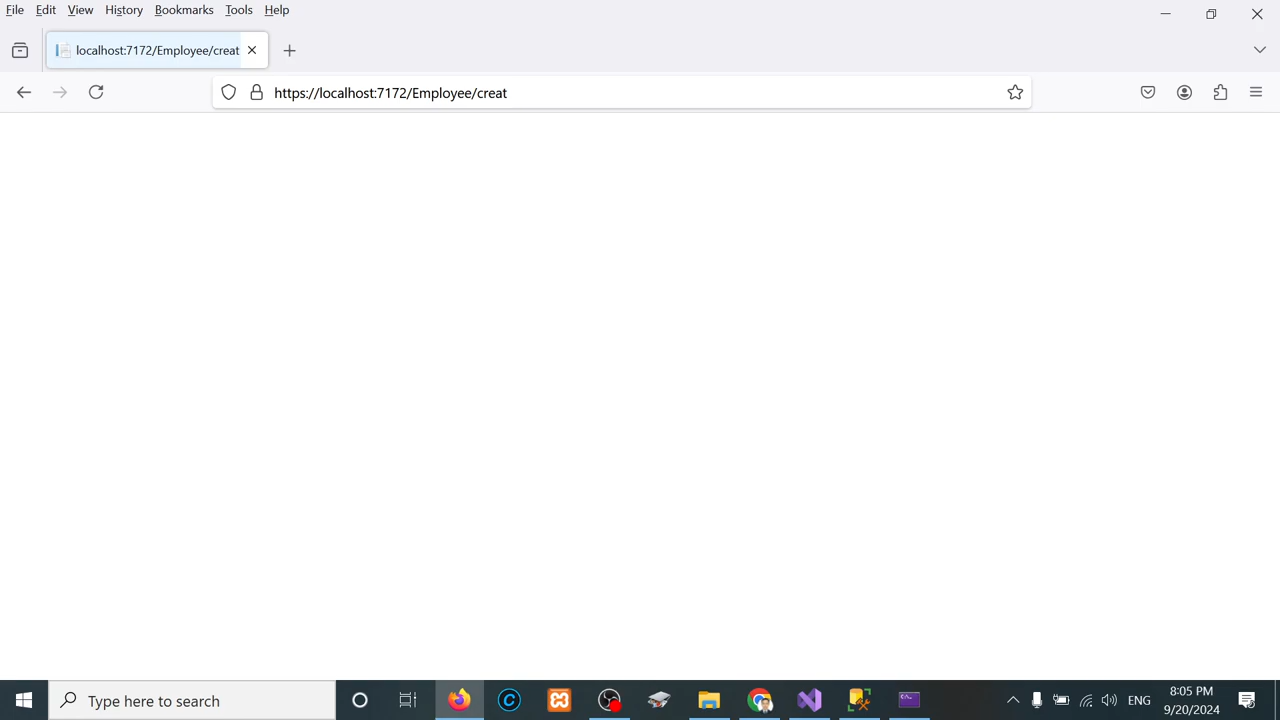 File Edit View History Bookmarks Tools Help
localhost:7172/Employee/creat
https://localhost:7172/Employee/creat
Type here to search
ENG
8:05 PM
9/20/2024